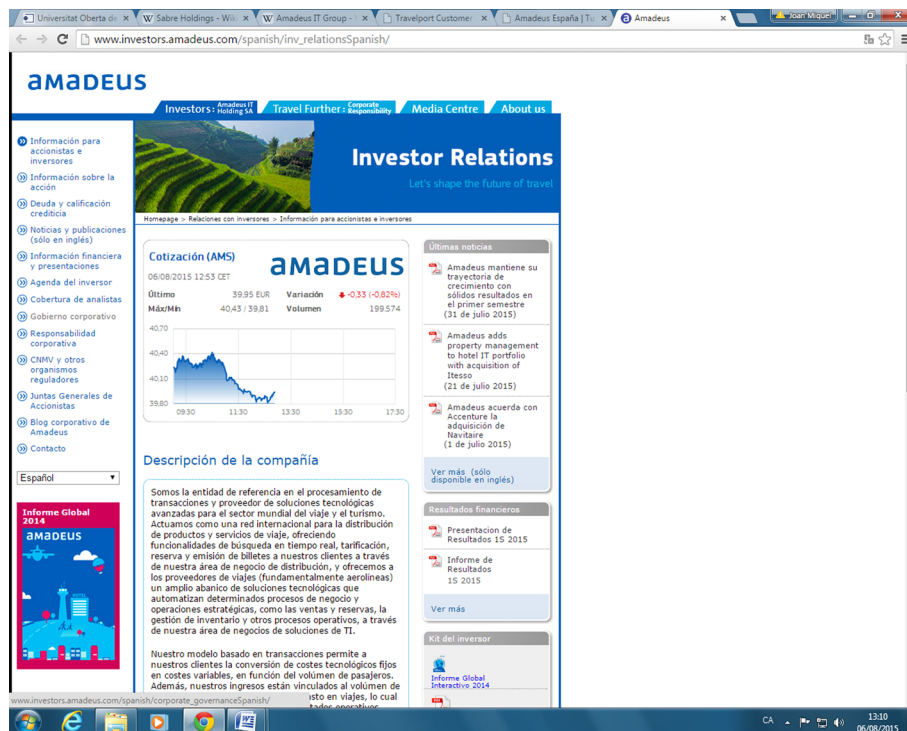 Universitat Oberta de
Sabre Holdings - Wiki
Amadeus IT Group -
Travelport Customer
Amadeus España | Tu
Amadeus
Joan Miquel
www.investors.amadeus.com/spanish/inv_relationsSpanish/
amadeus
Investors: Amadeus IT Holding SA
Travel Further: Corporate Responsibility
Media Centre
About us
Información para
accionistas e
inversores
Información sobre la
acción
Deuda y calificación
crediticia
Noticias y publicaciones
(sólo en inglés)
Información financiera
y presentaciones
Agenda del inversor
Cobertura de analistas
Gobierno corporativo
Responsabilidad
corporativa
CNMV y otros
organismos
reguladores
Juntas Generales de
Accionistas
Blog corporativo de
Amadeus
Contacto
Español
Informe Global
2014
amadeus
Investor Relations
Let's shape the future of travel
Homepage > Relaciones con inversores > Información para accionistas e inversores
Cotización (AMS)
amadeus
06/08/2015 12:53 CET
Último 39,95 EUR Variación -0,33 (-0,82%)
Máx/Mín 40,43 / 39,81 Volumen 199.574
40,70
40,40
40,10
39,80
0930 1130 1330 1530 1730
Descripción de la compañía
Somos la entidad de referencia en el procesamiento de
transacciones y proveedor de soluciones tecnológicas
avanzadas para el sector mundial del viaje y el turismo.
Actuamos como una red internacional para la distribución
de productos y servicios de viaje, ofreciendo
funcionalidades de búsqueda en tiempo real, tarificación,
reserva y emisión de billetes a nuestros clientes a través
de nuestra área de negocio de distribución, y ofrecemos a
los proveedores de viajes (fundamentalmente aerolíneas)
un amplio abanico de soluciones tecnológicas que
automatizan determinados procesos de negocio y
operaciones estratégicas, como las ventas y reservas, la
gestión de inventario y otros procesos operativos, a través
de nuestra área de negocios de soluciones de TI.
Nuestro modelo basado en transacciones permite a
nuestros clientes la conversión de costes tecnológicos fijos
en costes variables, en función del volúmen de pasajeros.
Además, nuestros ingresos están vinculados al volúmen de
asto en viajes, lo cual
Últimas noticias
Amadeus mantiene su
trayectoria de
crecimiento con
sólidos resultados en
el primer semestre
(31 de julio 2015)
Amadeus adds
property management
to hotel IT portfolio
with acquisition of
Itesso
(21 de julio 2015)
Amadeus acuerda con
Accenture la
adquisición de
Navitaire
(1 de julio 2015)
Ver más (sólo
disponible en inglés)
Resultados financieros
Presentacion de
Resultados 1S 2015
Informe de
Resultados
1S 2015
Ver más
Kit del inversor
Informe Global
Interactivo 2014
www.investors.amadeus.com/spanish/corporate_governanceSpanish/
CA
13:10
06/08/2015